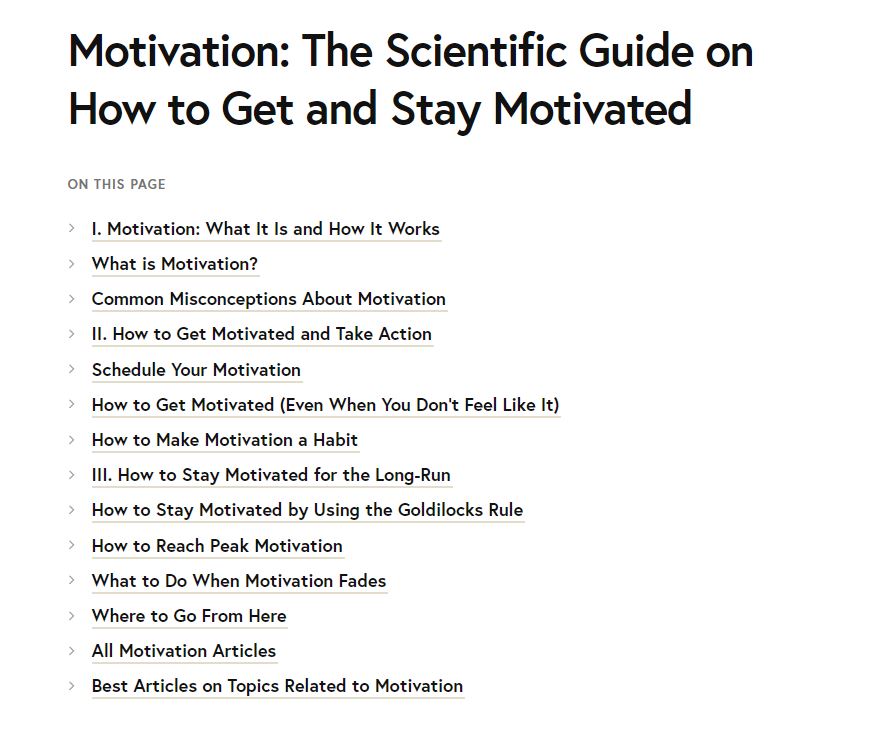 Motivation: The Scientific Guide on
How to Get and Stay Motivated
ON THIS PAGE
I. Motivation: What It Is and How It Works
What is Motivation?
Common Misconceptions About Motivation
II. How to Get Motivated and Take Action
Schedule Your Motivation
How to Get Motivated (Even When You Don't Feel Like It)
How to Make Motivation a Habit
III. How to Stay Motivated for the Long-Run
How to Stay Motivated by Using the Goldilocks Rule
How to Reach Peak Motivation
What to Do When Motivation Fades
Where to Go From Here
All Motivation Articles
Best Articles on Topics Related to Motivation